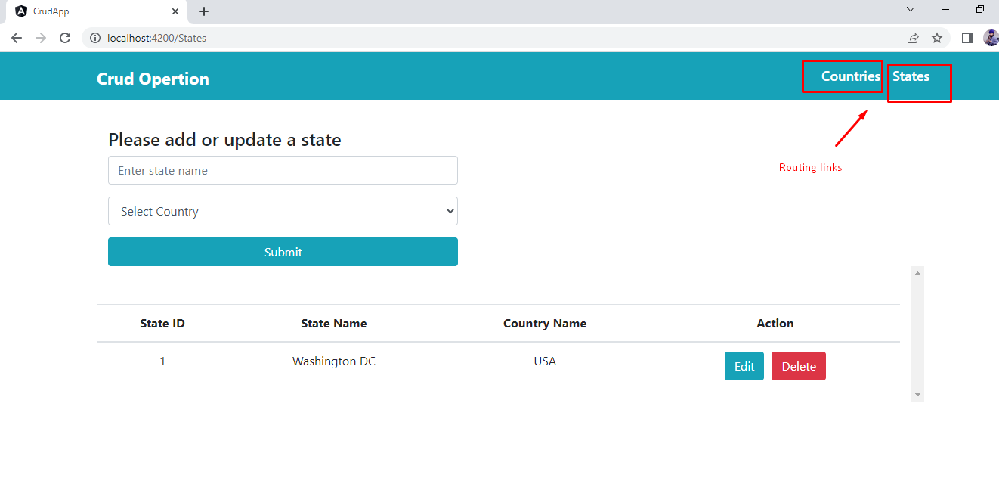 CrudApp
localhost:4200/States
Crud Opertion Countries States
Routing links
Please add or update a state
Enter state name
Select Country
Submit
State ID State Name Country Name Action
1 Washington DC USA Edit Delete